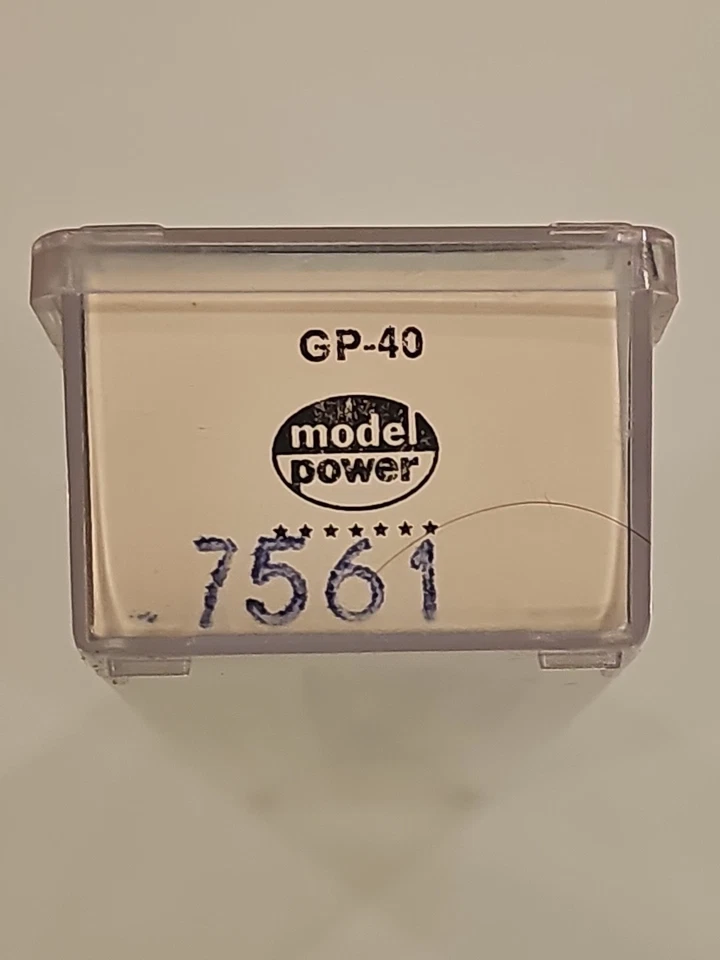 GP-40
model
power
★★★★★★★
7561